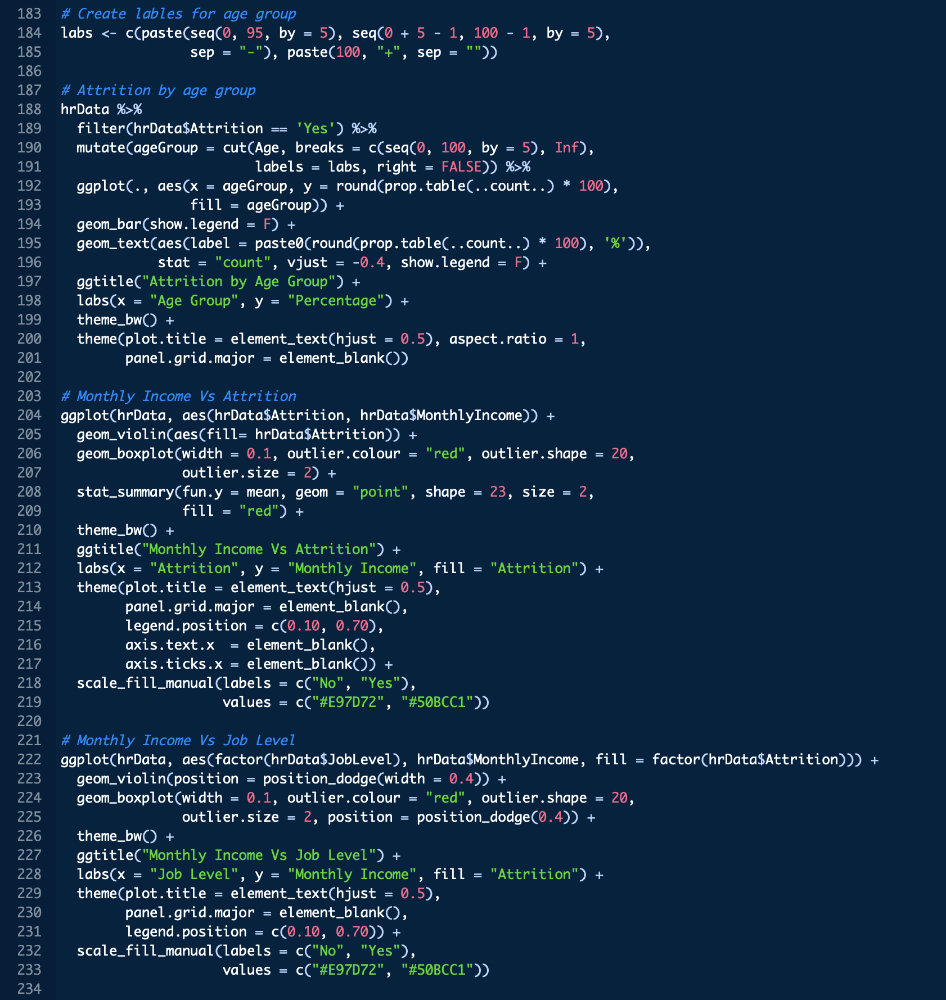 183 # Create lables for age group
184 labs <- c(paste(seq(0, 95, by = 5), seq(0 + 5 - 1, 100 - 1, by = 5),
185                 sep = "-"), paste(100, "+", sep = ""))
186
187 # Attrition by age group
188 hrData %>%
189   filter(hrData$Attrition == 'Yes') %>%
190   mutate(ageGroup = cut(Age, breaks = c(seq(0, 100, by = 5), Inf),
191                         labels = labs, right = FALSE)) %>%
192   ggplot(., aes(x = ageGroup, y = round(prop.table(..count..) * 100),
193                 fill = ageGroup)) +
194   geom_bar(show.legend = F) +
195   geom_text(aes(label = paste0(round(prop.table(..count..) * 100), '%')),
196             stat = "count", vjust = -0.4, show.legend = F) +
197   ggtitle("Attrition by Age Group") +
198   labs(x = "Age Group", y = "Percentage") +
199   theme_bw() +
200   theme(plot.title = element_text(hjust = 0.5), aspect.ratio = 1,
201         panel.grid.major = element_blank())
202
203 # Monthly Income Vs Attrition
204 ggplot(hrData, aes(hrData$Attrition, hrData$MonthlyIncome)) +
205   geom_violin(aes(fill= hrData$Attrition)) +
206   geom_boxplot(width = 0.1, outlier.colour = "red", outlier.shape = 20,
207                outlier.size = 2) +
208   stat_summary(fun.y = mean, geom = "point", shape = 23, size = 2,
209                fill = "red") +
210   theme_bw() +
211   ggtitle("Monthly Income Vs Attrition") +
212   labs(x = "Attrition", y = "Monthly Income", fill = "Attrition") +
213   theme(plot.title = element_text(hjust = 0.5),
214         panel.grid.major = element_blank(),
215         legend.position = c(0.10, 0.70),
216         axis.text.x  = element_blank(),
217         axis.ticks.x = element_blank()) +
218   scale_fill_manual(labels = c("No", "Yes"),
219                     values = c("#E97D72", "#50BCC1"))
220
221 # Monthly Income Vs Job Level
222 ggplot(hrData, aes(factor(hrData$JobLevel), hrData$MonthlyIncome, fill = factor(hrData$Attrition))) +
223   geom_violin(position = position_dodge(width = 0.4)) +
224   geom_boxplot(width = 0.1, outlier.colour = "red", outlier.shape = 20,
225                outlier.size = 2, position = position_dodge(0.4)) +
226   theme_bw() +
227   ggtitle("Monthly Income Vs Job Level") +
228   labs(x = "Job Level", y = "Monthly Income", fill = "Attrition") +
229   theme(plot.title = element_text(hjust = 0.5),
230         panel.grid.major = element_blank(),
231         legend.position = c(0.10, 0.70)) +
232   scale_fill_manual(labels = c("No", "Yes"),
233                     values = c("#E97D72", "#50BCC1"))
234